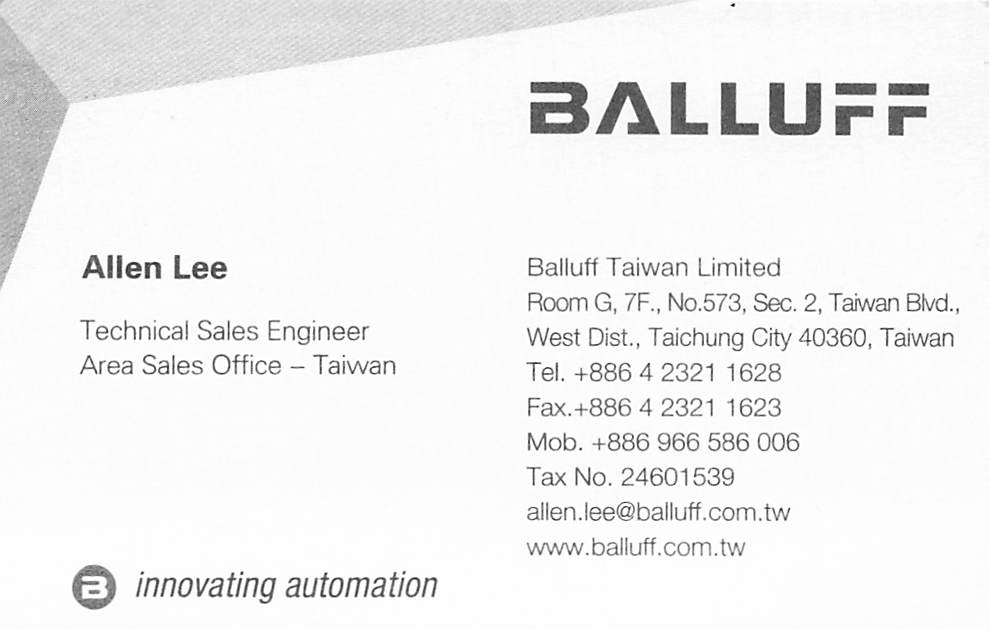 BALLUFF
Allen Lee
Technical Sales Engineer
Area Sales Office – Taiwan
Balluff Taiwan Limited
Room G, 7F., No.573, Sec. 2, Taiwan Blvd.,
West Dist., Taichung City 40360, Taiwan
Tel. +886 4 2321 1628
Fax.+886 4 2321 1623
Mob. +886 966 586 006
Tax No. 24601539
allen.lee@balluff.com.tw
www.balluff.com.tw
B innovating automation